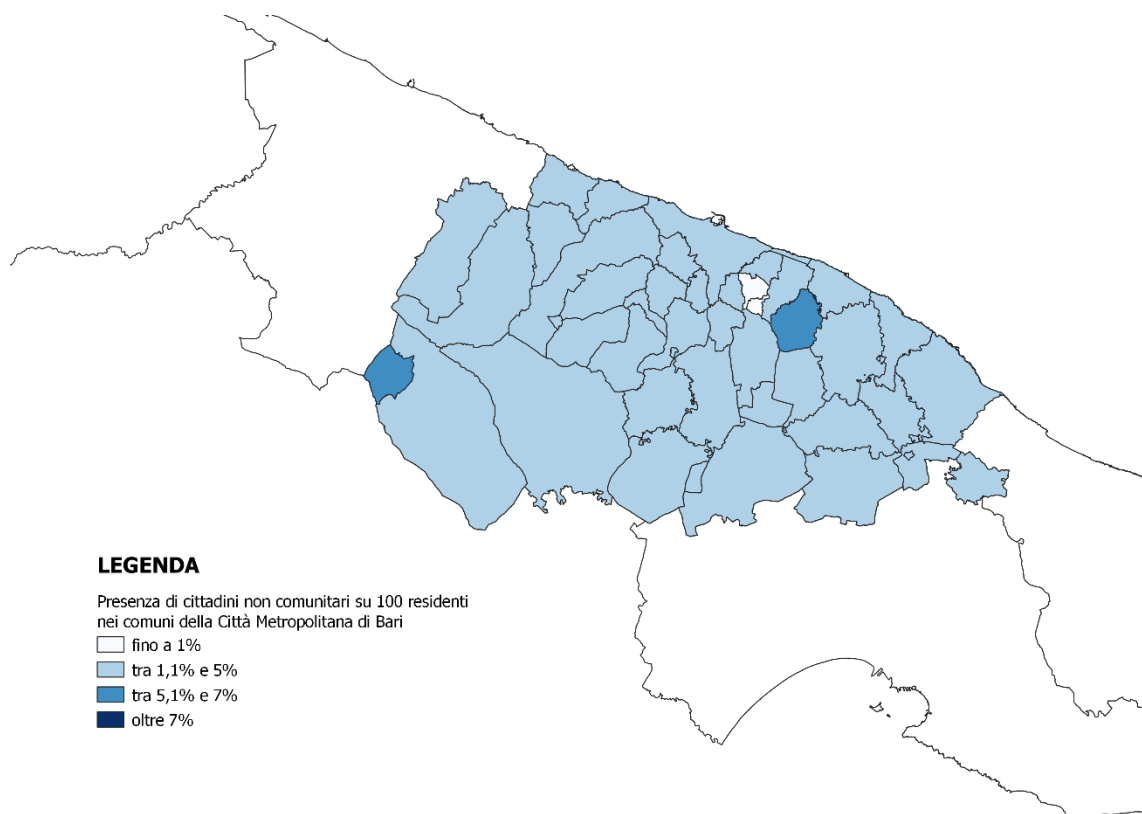 LEGENDA
Presenza di cittadini non comunitari su 100 residenti
nei comuni della Città Metropolitana di Bari
fino a 1%
tra 1,1% e 5%
tra 5,1% e 7%
oltre 7%